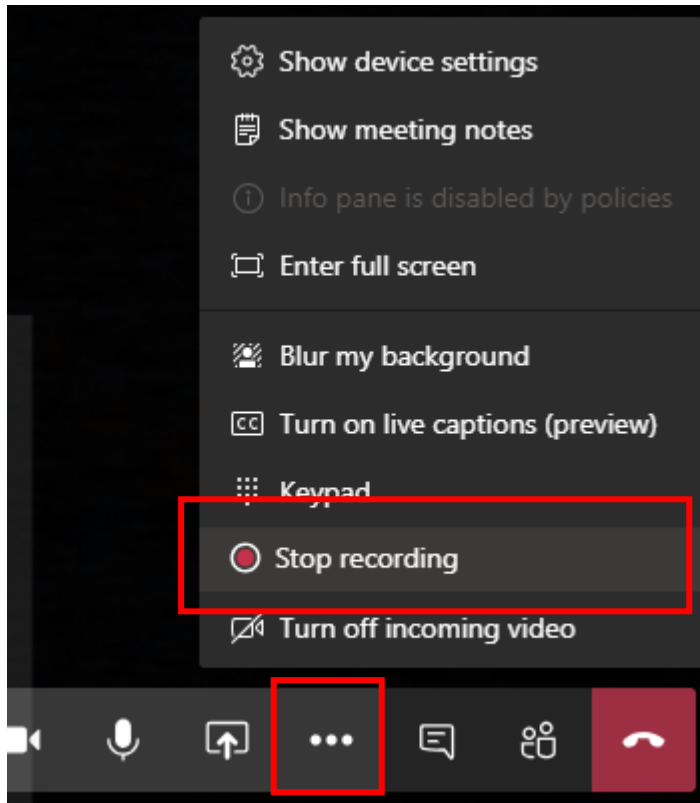 Show device settings
Show meeting notes
Info pane is disabled by policies
Enter full screen
Blur my background
CC Turn on live captions (preview)
Keypad
Stop recording
Turn off incoming video